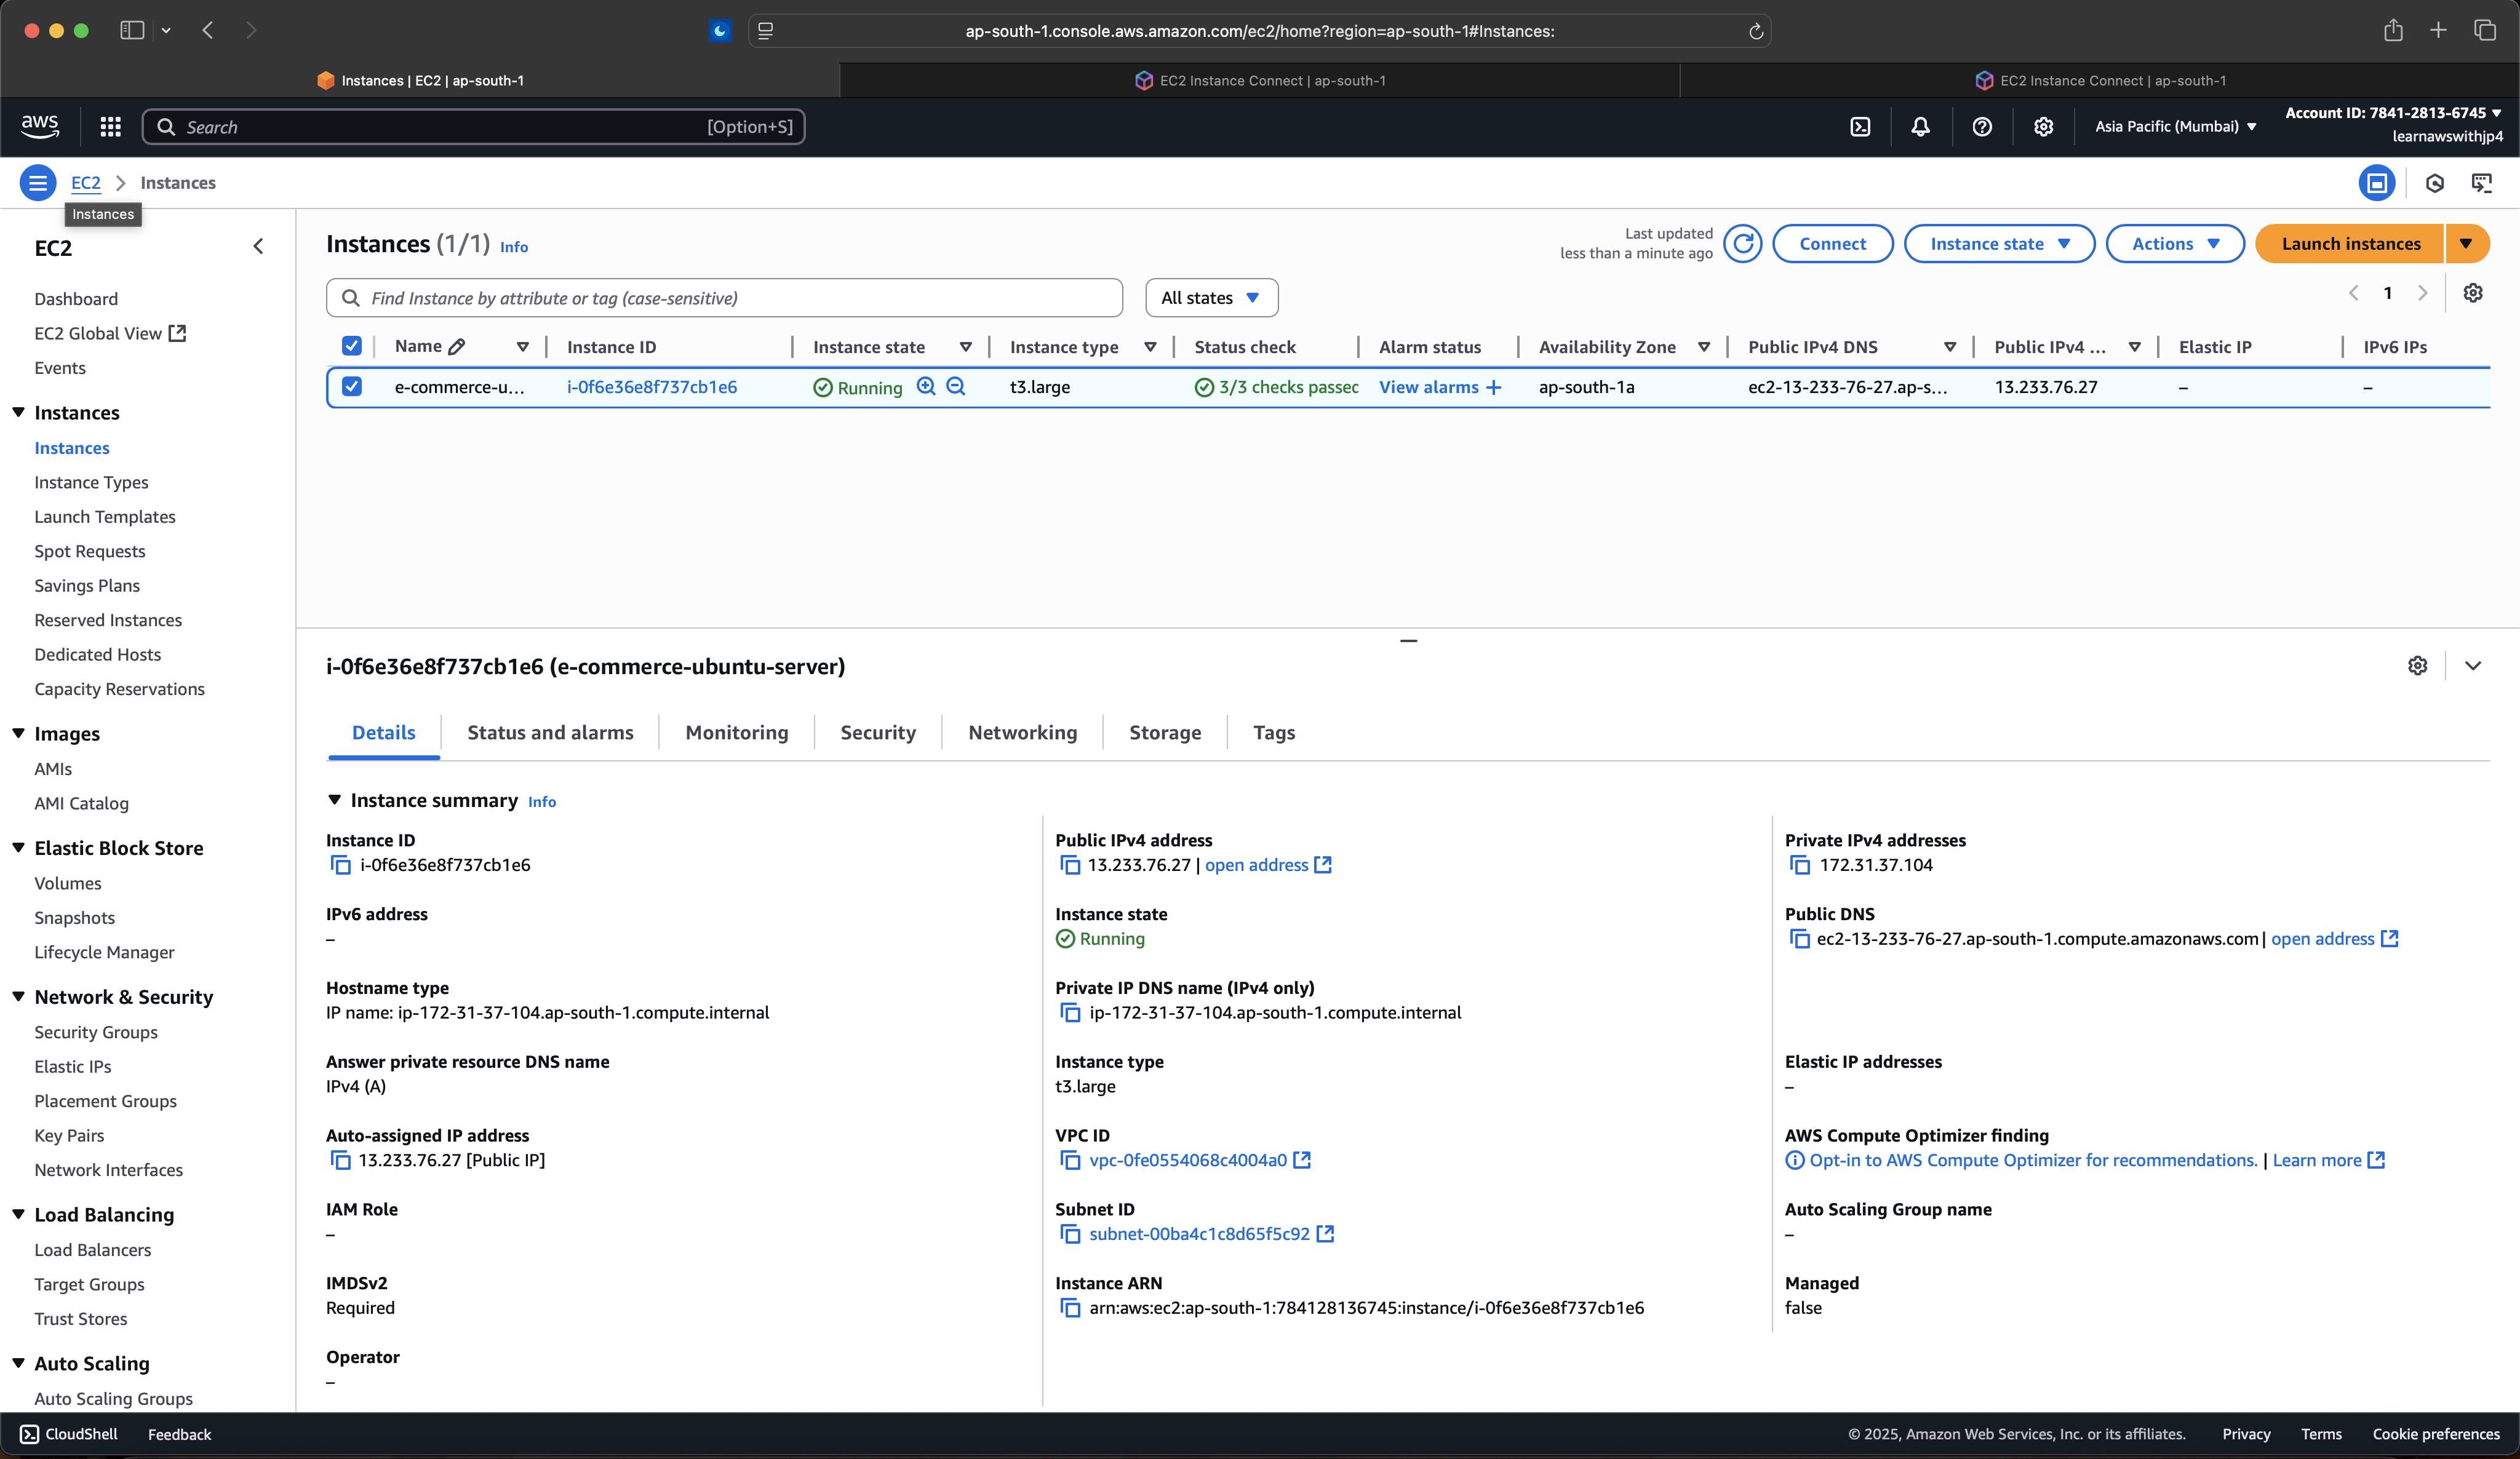 ap-south-1.console.aws.amazon.com/ec2/home?region=ap-south-1#Instances:
Instances | EC2 | ap-south-1
EC2 Instance Connect | ap-south-1
EC2 Instance Connect | ap-south-1
aws
Search
[Option+S]
Asia Pacific (Mumbai)
Account ID: 7841-2813-6745
learnawswithjp4
EC2
Instances
Instances
EC2
Dashboard
EC2 Global View
Events
Instances
Instances
Instance Types
Launch Templates
Spot Requests
Savings Plans
Reserved Instances
Dedicated Hosts
Capacity Reservations
Images
AMIs
AMI Catalog
Elastic Block Store
Volumes
Snapshots
Lifecycle Manager
Network & Security
Security Groups
Elastic IPs
Placement Groups
Key Pairs
Network Interfaces
Load Balancing
Load Balancers
Target Groups
Trust Stores
Auto Scaling
Auto Scaling Groups
Instances (1/1) Info
Last updated
less than a minute ago
Connect
Instance state
Actions
Launch instances
Find Instance by attribute or tag (case-sensitive)
All states
1
Name Instance ID Instance state Instance type Status check Alarm status Availability Zone Public IPv4 DNS Public IPv4 ... Elastic IP IPv6 IPs
e-commerce-u... i-0f6e36e8f737cb1e6 Running t3.large 3/3 checks passec View alarms + ap-south-1a ec2-13-233-76-27.ap-s... 13.233.76.27 – –
i-0f6e36e8f737cb1e6 (e-commerce-ubuntu-server)
Details Status and alarms Monitoring Security Networking Storage Tags
Instance summary Info
Instance ID
i-0f6e36e8f737cb1e6
IPv6 address
–
Hostname type
IP name: ip-172-31-37-104.ap-south-1.compute.internal
Answer private resource DNS name
IPv4 (A)
Auto-assigned IP address
13.233.76.27 [Public IP]
IAM Role
–
IMDSv2
Required
Operator
–
Public IPv4 address
13.233.76.27 | open address
Instance state
Running
Private IP DNS name (IPv4 only)
ip-172-31-37-104.ap-south-1.compute.internal
Instance type
t3.large
VPC ID
vpc-0fe0554068c4004a0
Subnet ID
subnet-00ba4c1c8d65f5c92
Instance ARN
arn:aws:ec2:ap-south-1:784128136745:instance/i-0f6e36e8f737cb1e6
Private IPv4 addresses
172.31.37.104
Public DNS
ec2-13-233-76-27.ap-south-1.compute.amazonaws.com | open address
Elastic IP addresses
–
AWS Compute Optimizer finding
Opt-in to AWS Compute Optimizer for recommendations. | Learn more
Auto Scaling Group name
–
Managed
false
CloudShell
Feedback
© 2025, Amazon Web Services, Inc. or its affiliates.
Privacy
Terms
Cookie preferences